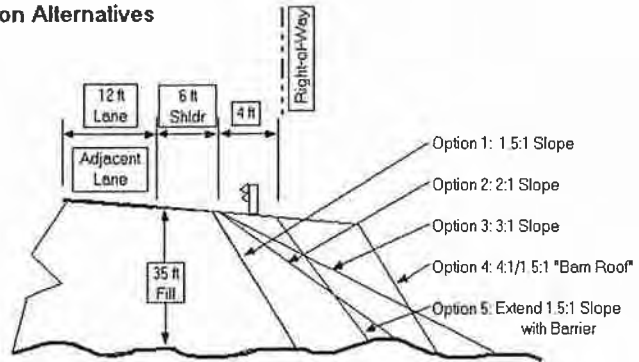 on Alternatives
Right-of-Way
12 ft
Lane
6 ft
Shldr
4 ft
Adjacent
Lane
Option 1: 1.5:1 Slope
Option 2: 2:1 Slope
Option 3: 3:1 Slope
35 ft
Fill
Option 4: 4:1/1.5:1 "Barn Roof"
Option 5: Extend 1.5:1 Slope
with Barrier